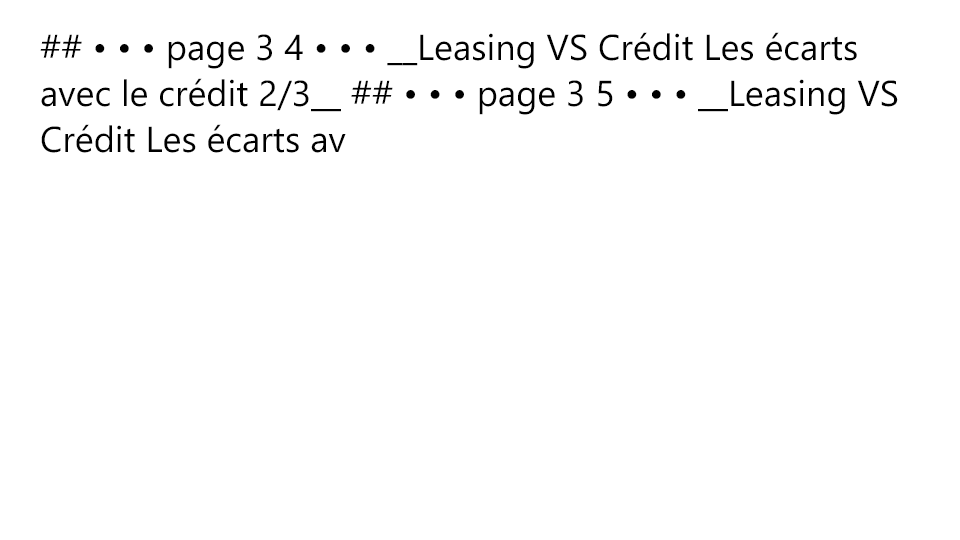 ## • • • page 3 4 • • • __Leasing VS Crédit Les écarts
avec le crédit 2/3__ ## • • • page 3 5 • • • __Leasing VS
Crédit Les écarts av